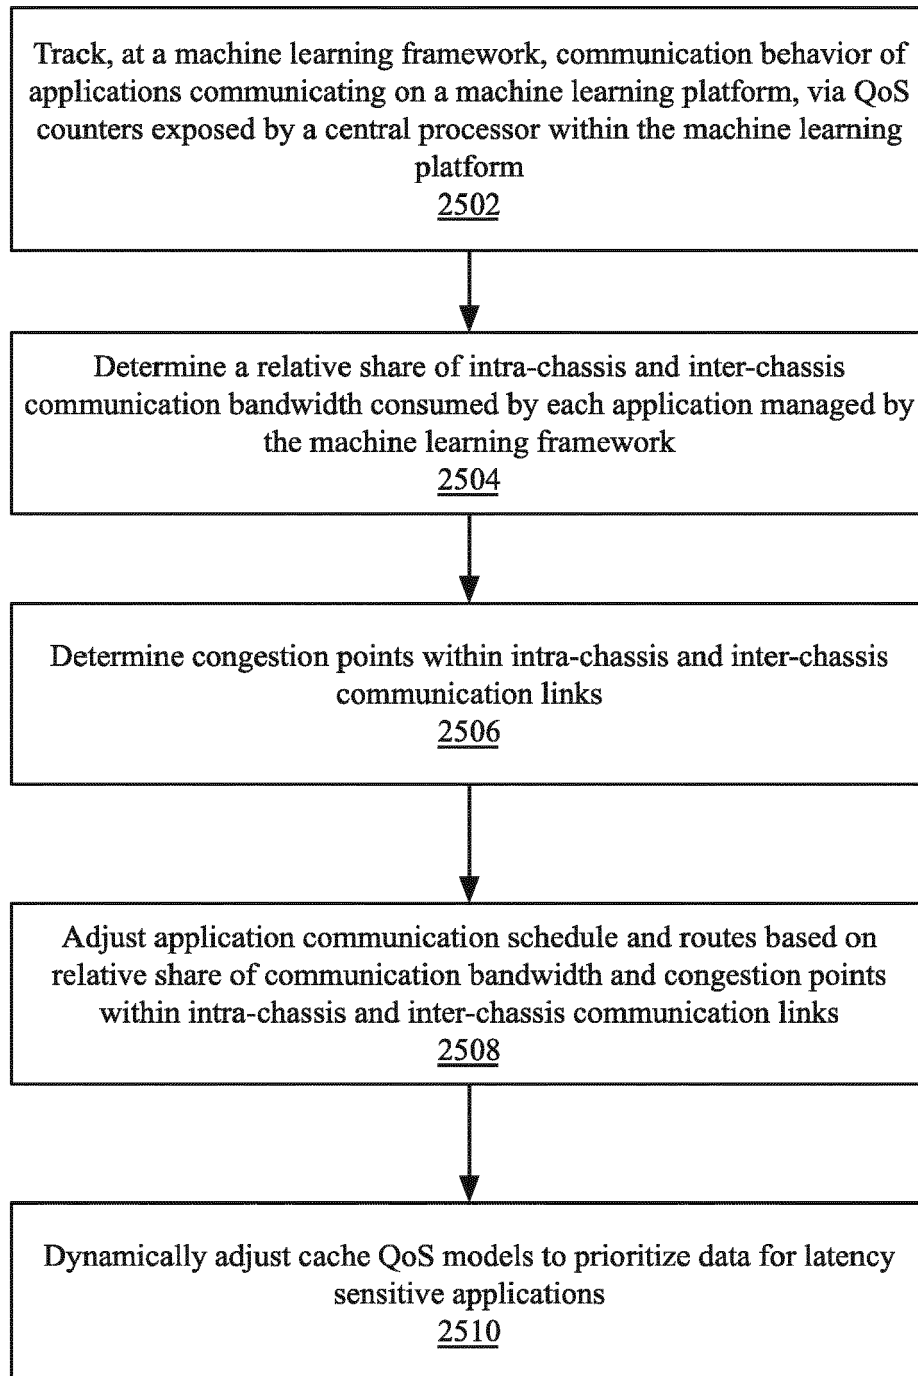 Track, at a machine learning framework, communication behavior of
applications communicating on a machine learning platform, via QoS
counters exposed by a central processor within the machine learning
platform
2502
Determine a relative share of intra-chassis and inter-chassis
communication bandwidth consumed by each application managed by
the machine learning framework
2504
Determine congestion points within intra-chassis and inter-chassis
communication links
2506
Adjust application communication schedule and routes based on
relative share of communication bandwidth and congestion points
within intra-chassis and inter-chassis communication links
2508
Dynamically adjust cache QoS models to prioritize data for latency
sensitive applications
2510